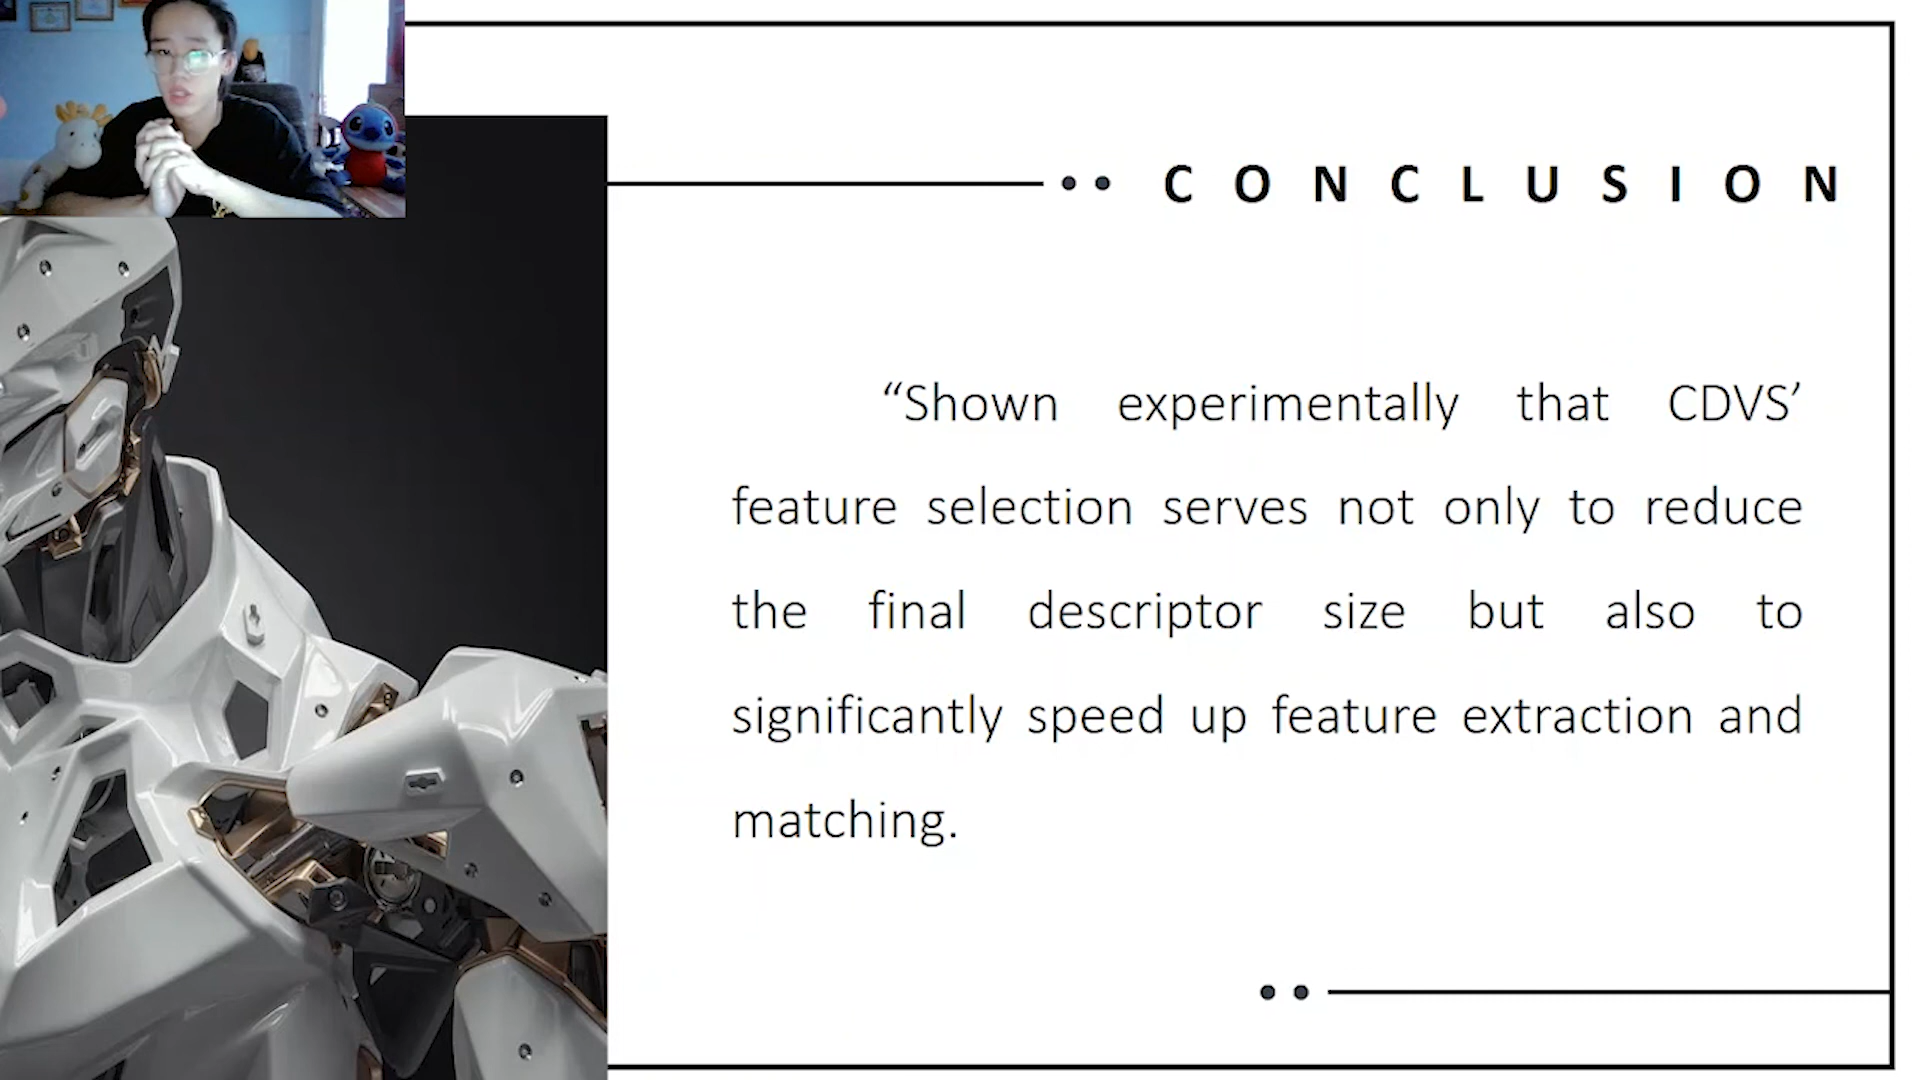 CONCLUSION
“Shown experimentally that CDVS’
feature selection serves not only to reduce
the final descriptor size but also to
significantly speed up feature extraction and
matching.